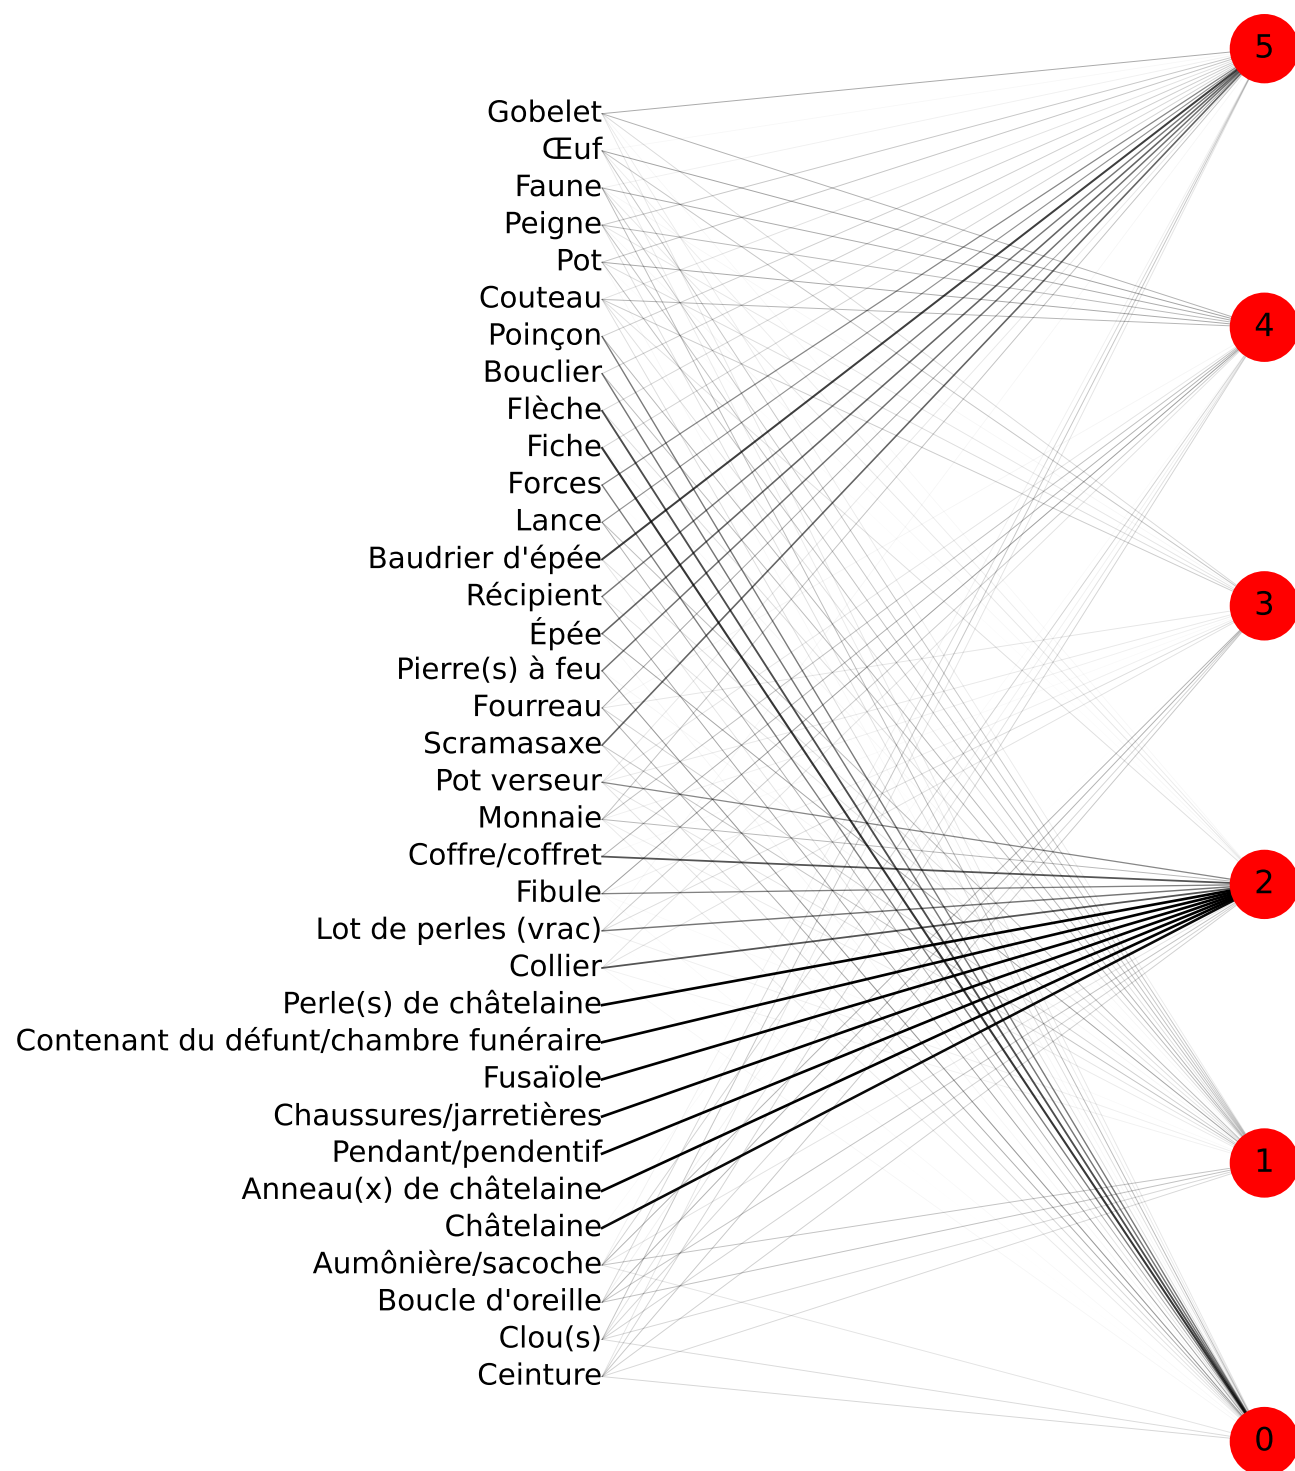 Gobelet
Œuf
Faune
Peigne
Pot
Couteau
Poinçon
Bouclier
Flèche
Fiche
Forces
Lance
Baudrier d'épée
Récipient
Épée
Pierre(s) à feu
Fourreau
Scramasaxe
Pot verseur
Monnaie
Coffre/coffret
Fibule
Lot de perles (vrac)
Collier
Perle(s) de châtelaine
Contenant du défunt/chambre funéraire
Fusaïole
Chaussures/jarretières
Pendant/pendentif
Anneau(x) de châtelaine
Châtelaine
Aumônière/sacoche
Boucle d'oreille
Clou(s)
Ceinture
5
4
3
2
1
0